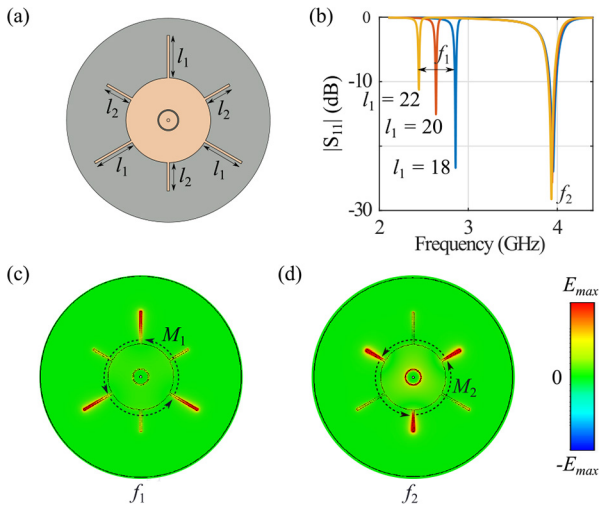 (a)
l1
l2
l2
l1
l1
l2
(b)
0
-10
-20
-30
|S11| (dB)
f1
l1 = 22
l1 = 20
l1 = 18
f2
2
3
4
Frequency (GHz)
(c)
M1
f1
(d)
M2
f2
Emax
0
-Emax